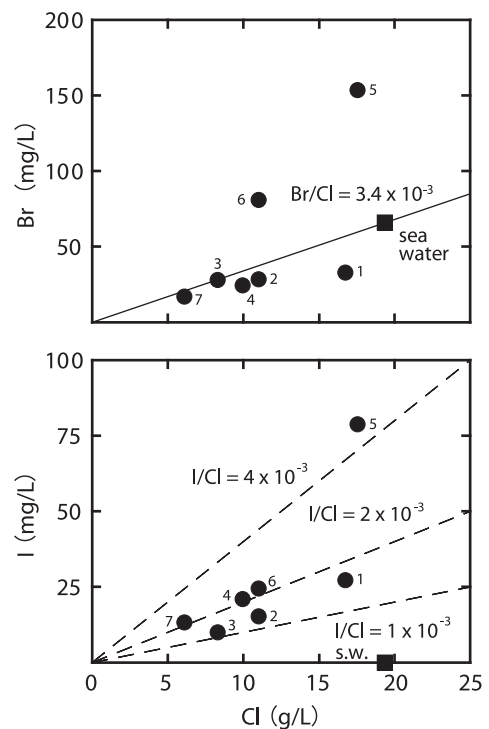 200
150
100
50
Br (mg/L)
5
6
Br/Cl = 3.4 x 10⁻³
sea
water
3
2
1
7
4
100
75
50
25
I (mg/L)
5
I/Cl = 4 x 10⁻³
I/Cl = 2 x 10⁻³
6
4
1
7
3
2
I/Cl = 1 x 10⁻³
s.w.
0 5 10 15 20 25
Cl (g/L)